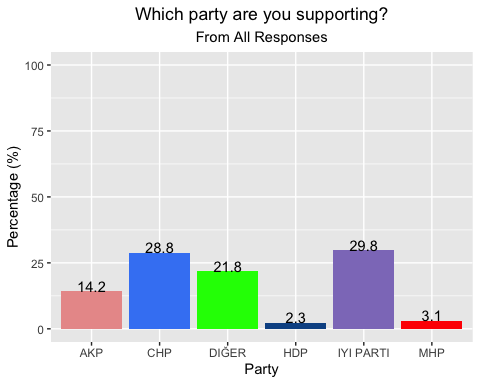 Which party are you supporting?
From All Responses
Percentage (%)
100
75
50
25
0
14.2
28.8
21.8
2.3
29.8
3.1
AKP CHP DIĞER HDP IYI PARTI MHP
Party